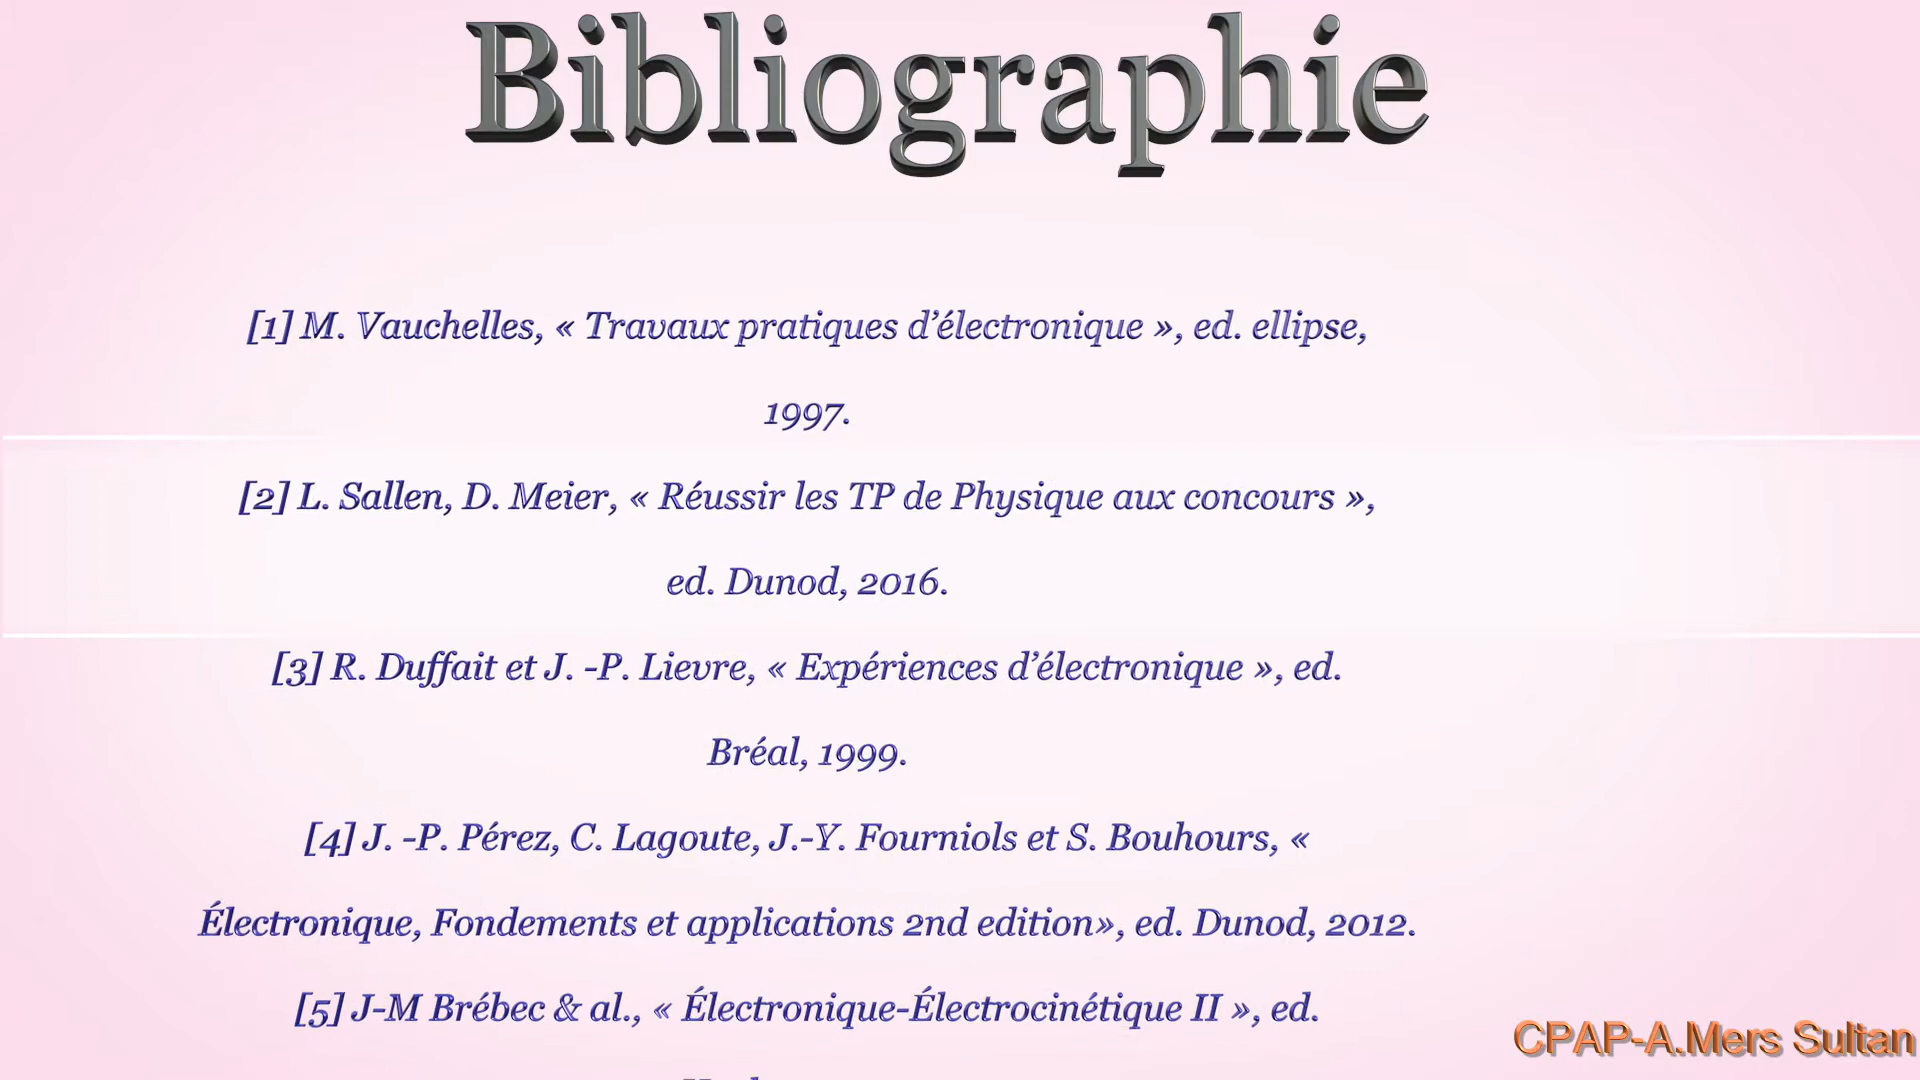 Bibliographie
[1] M. Vauchelles, « Travaux pratiques d’électronique », ed. ellipse,
1997.
[2] L. Sallen, D. Meier, « Réussir les TP de Physique aux concours »,
ed. Dunod, 2016.
[3] R. Duffait et J. -P. Lievre, « Expériences d’électronique », ed.
Bréal, 1999.
[4] J. -P. Pérez, C. Lagoute, J.-Y. Fourniols et S. Bouhours, «
Électronique, Fondements et applications 2nd edition», ed. Dunod, 2012.
[5] J-M Brébec & al., « Électronique-Électrocinétique II », ed.
CPAP-A.Mers Sultan